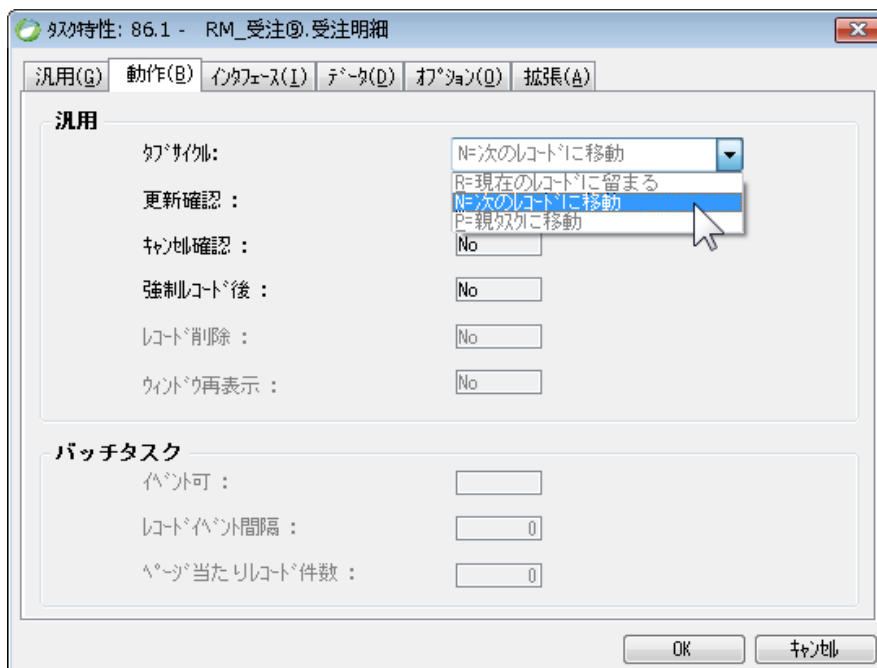 ﾀｽｸ特性: 86.1 - RM_受注⑨.受注明細
汎用(G) 動作(B) ｲﾝﾀﾌｪｰｽ(I) ﾃﾞｰﾀ(D) ｵﾌﾟｼｮﾝ(O) 拡張(A)
汎用
ﾀﾌﾞｻｲｸﾙ: N=次のﾚｺｰﾄﾞに移動
R=現在のﾚｺｰﾄﾞに留まる
更新確認 : N=次のﾚｺｰﾄﾞに移動
P=親ﾀｽｸに移動
ｷｬﾝｾﾙ確認 : No
強制ﾚｺｰﾄﾞ後 : No
ﾚｺｰﾄﾞ削除 : No
ｳｨﾝﾄﾞｳ再表示 : No
バッチタスク
ｲﾍﾞﾝﾄ可 :
ﾚｺｰﾄﾞｲﾍﾞﾝﾄ間隔 : 0
ﾍﾟｰｼﾞ当たりﾚｺｰﾄﾞ件数 : 0
OK ｷｬﾝｾﾙ